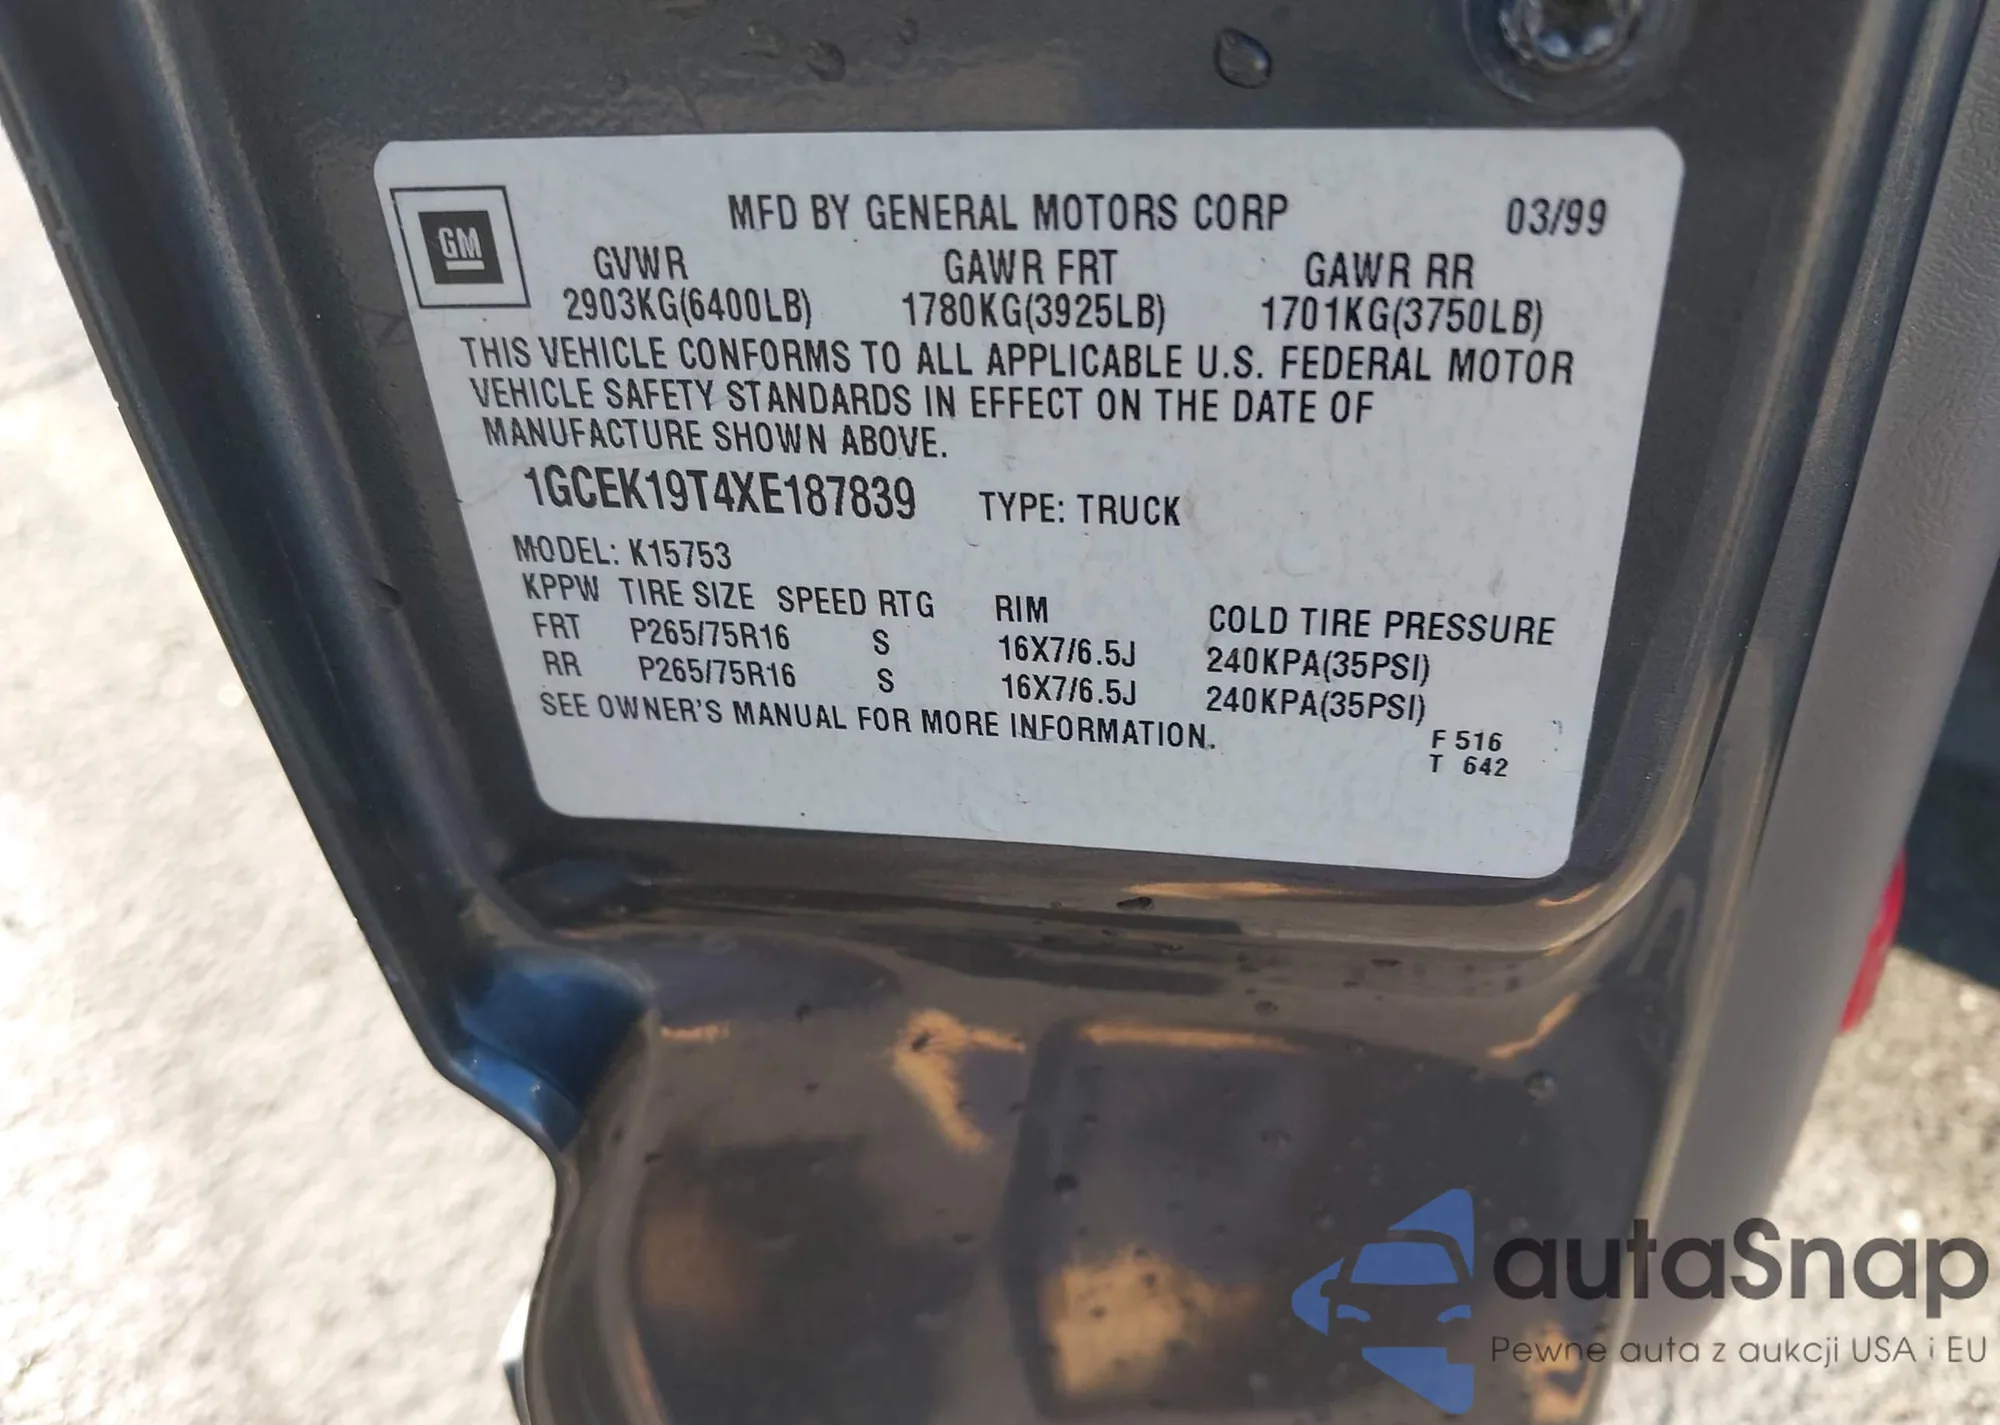 MFD BY GENERAL MOTORS CORP 03/99
GM
GVWR GAWR FRT GAWR RR
2903KG(6400LB) 1780KG(3925LB) 1701KG(3750LB)
THIS VEHICLE CONFORMS TO ALL APPLICABLE U.S. FEDERAL MOTOR
VEHICLE SAFETY STANDARDS IN EFFECT ON THE DATE OF
MANUFACTURE SHOWN ABOVE.
1GCEK19T4XE187839 TYPE: TRUCK
MODEL: K15753
KPPW TIRE SIZE SPEED RTG RIM COLD TIRE PRESSURE
FRT P265/75R16 S 16X7/6.5J 240KPA(35PSI)
RR P265/75R16 S 16X7/6.5J 240KPA(35PSI)
SEE OWNER'S MANUAL FOR MORE INFORMATION.
F 516
T 642
autaSnap
Pewne auta z aukcji USA i EU